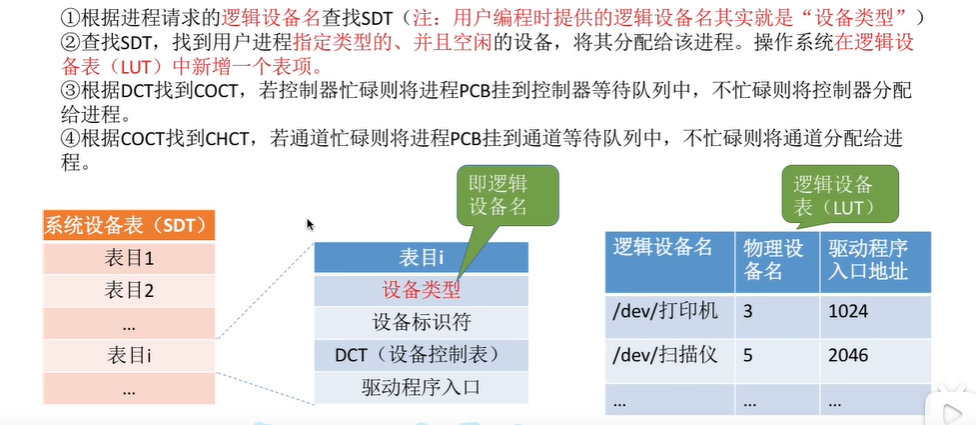 ①根据进程请求的逻辑设备名查找SDT（注：用户编程时提供的逻辑设备名其实就是“设备类型”）
②查找SDT，找到用户进程指定类型的、并且空闲的设备，将其分配给该进程。操作系统在逻辑设
备表（LUT）中新增一个表项。
③根据DCT找到COCT，若控制器忙碌则将进程PCB挂到控制器等待队列中，不忙碌则将控制器分配
给进程。
④根据COCT找到CHCT，若通道忙碌则将进程PCB挂到通道等待队列中，不忙碌则将通道分配给进
程。
即逻辑
设备名
逻辑设备
表（LUT）
系统设备表（SDT）
表目1
表目2
...
表目i
...
表目i
设备类型
设备标识符
DCT（设备控制表）
驱动程序入口
逻辑设备名 物理设 驱动程序
备名 入口地址
/dev/打印机 3 1024
/dev/扫描仪 5 2046
... ... ...